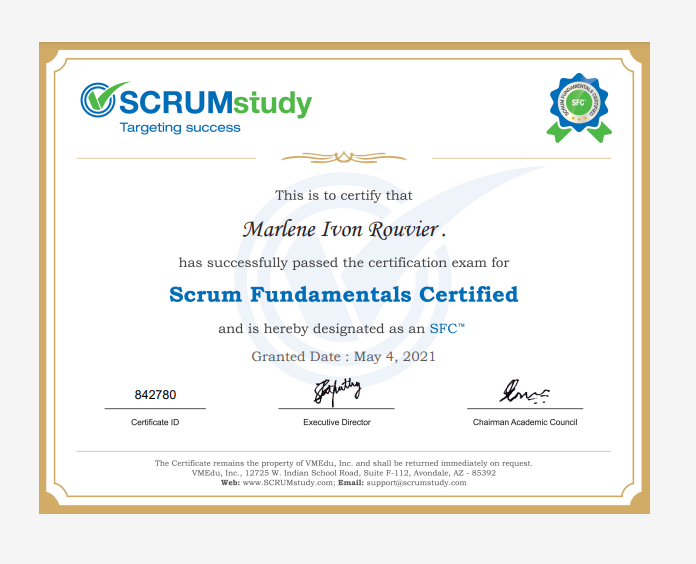 SCRUMstudy
Targeting success
SCRUM FUNDAMENTALS CERTIFIED
SFC™
This is to certify that
Marlene Ivon Rouvier .
has successfully passed the certification exam for
Scrum Fundamentals Certified
and is hereby designated as an SFC™
Granted Date : May 4, 2021
842780
Certificate ID
Executive Director
Chairman Academic Council
The Certificate remains the property of VMEdu, Inc. and shall be returned immediately on request.
VMEdu, Inc., 12725 W. Indian School Road, Suite F-112, Avondale, AZ - 85392
Web: www.SCRUMstudy.com; Email: support@scrumstudy.com